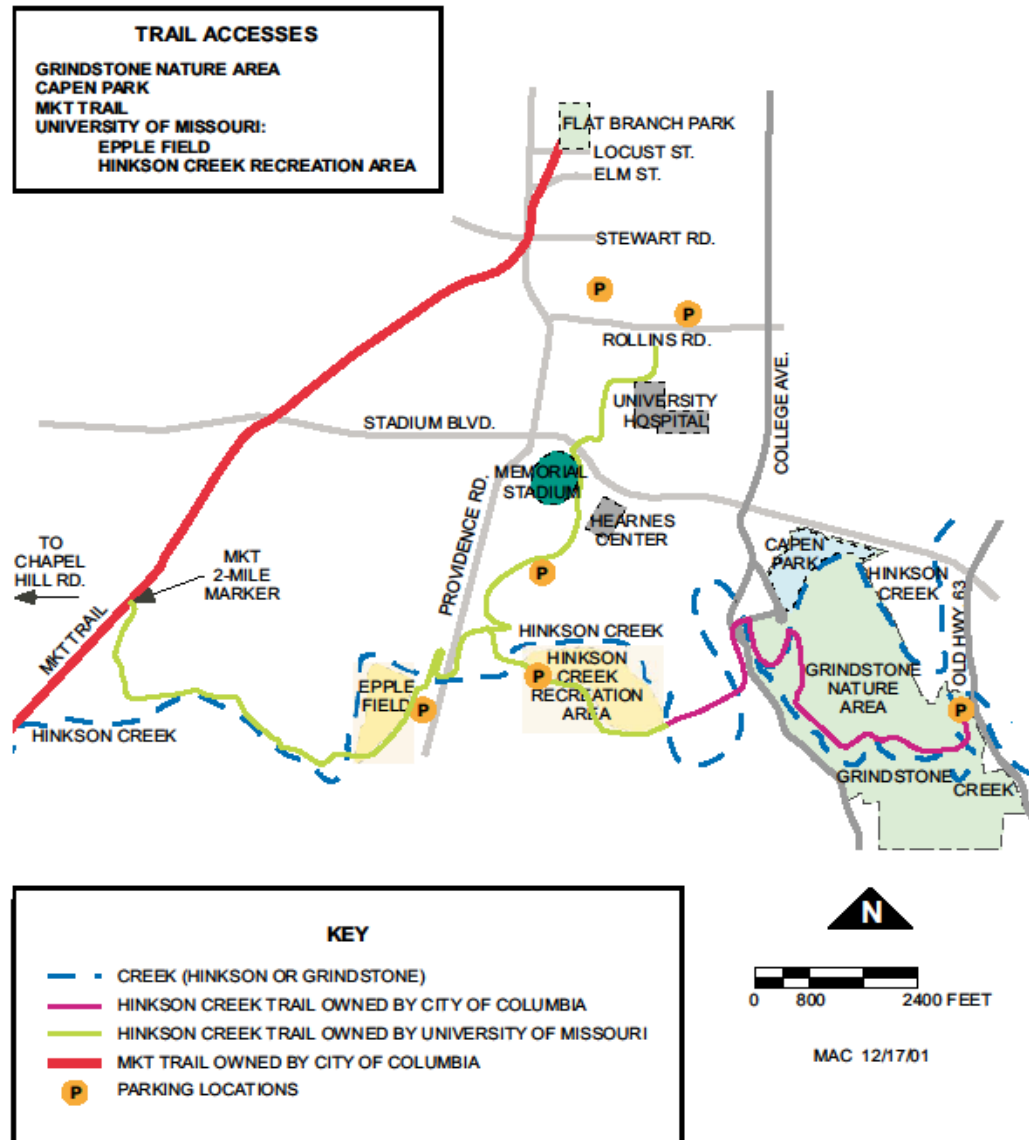 TRAIL ACCESSES
GRINDSTONE NATURE AREA
CAPEN PARK
MKT TRAIL
UNIVERSITY OF MISSOURI:
EPPLE FIELD
HINKSON CREEK RECREATION AREA
FLAT BRANCH PARK
LOCUST ST.
ELM ST.
STEWART RD.
P
P
ROLLINS RD.
UNIVERSITY
HOSPITAL
COLLEGE AVE.
STADIUM BLVD.
MEMORIAL
STADIUM
PROVIDENCE RD.
HEARNES
CENTER
CAPEN
PARK
HINKSON
CREEK
OLD HWY 63
TO
CHAPEL
HILL RD.
MKT
2-MILE
MARKER
P
MKT TRAIL
HINKSON CREEK
HINKSON
CREEK
RECREATION
AREA
P
EPPLE
FIELD
P
GRINDSTONE
NATURE
AREA
P
HINKSON CREEK
GRINDSTONE
CREEK
KEY
CREEK (HINKSON OR GRINDSTONE)
HINKSON CREEK TRAIL OWNED BY CITY OF COLUMBIA
HINKSON CREEK TRAIL OWNED BY UNIVERSITY OF MISSOURI
MKT TRAIL OWNED BY CITY OF COLUMBIA
P PARKING LOCATIONS
N
0 800 2400 FEET
MAC 12/17/01